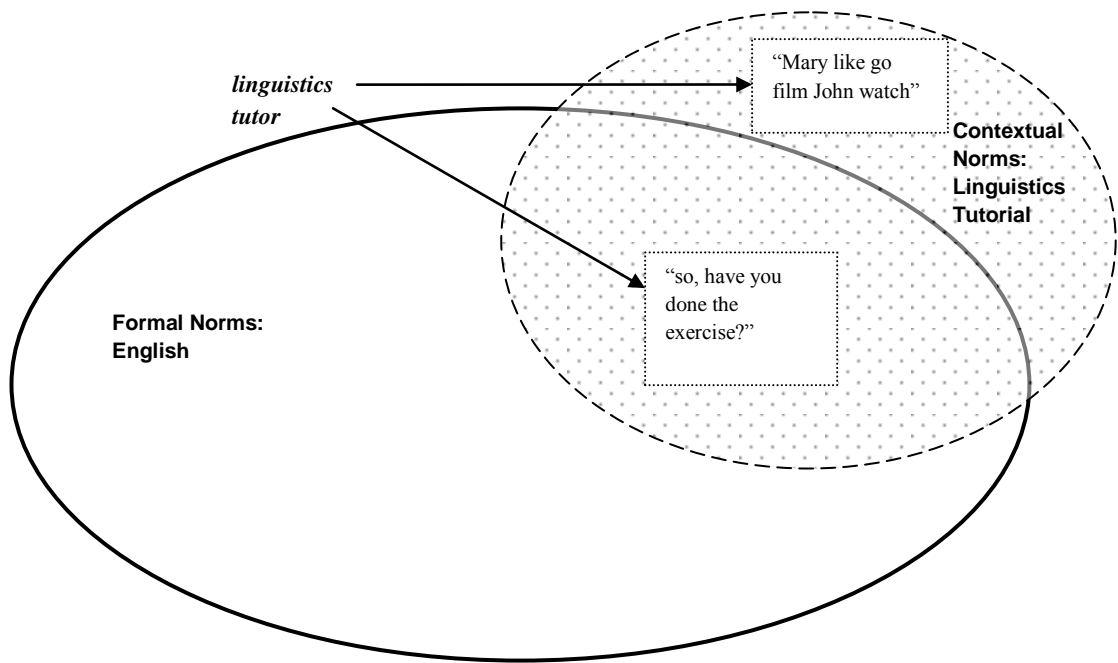 “Mary like go
film John watch”
linguistics
tutor
Contextual
Norms:
Linguistics
Tutorial
“so, have you
done the
exercise?”
Formal Norms:
English